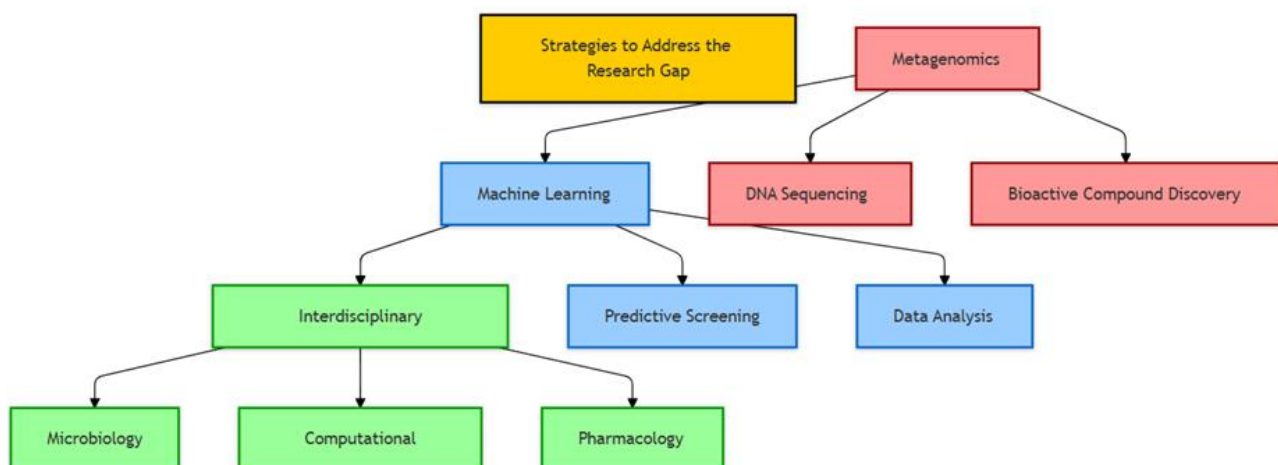 Strategies to Address the
Research Gap
Metagenomics
Machine Learning
DNA Sequencing
Bioactive Compound Discovery
Interdisciplinary
Predictive Screening
Data Analysis
Microbiology
Computational
Pharmacology